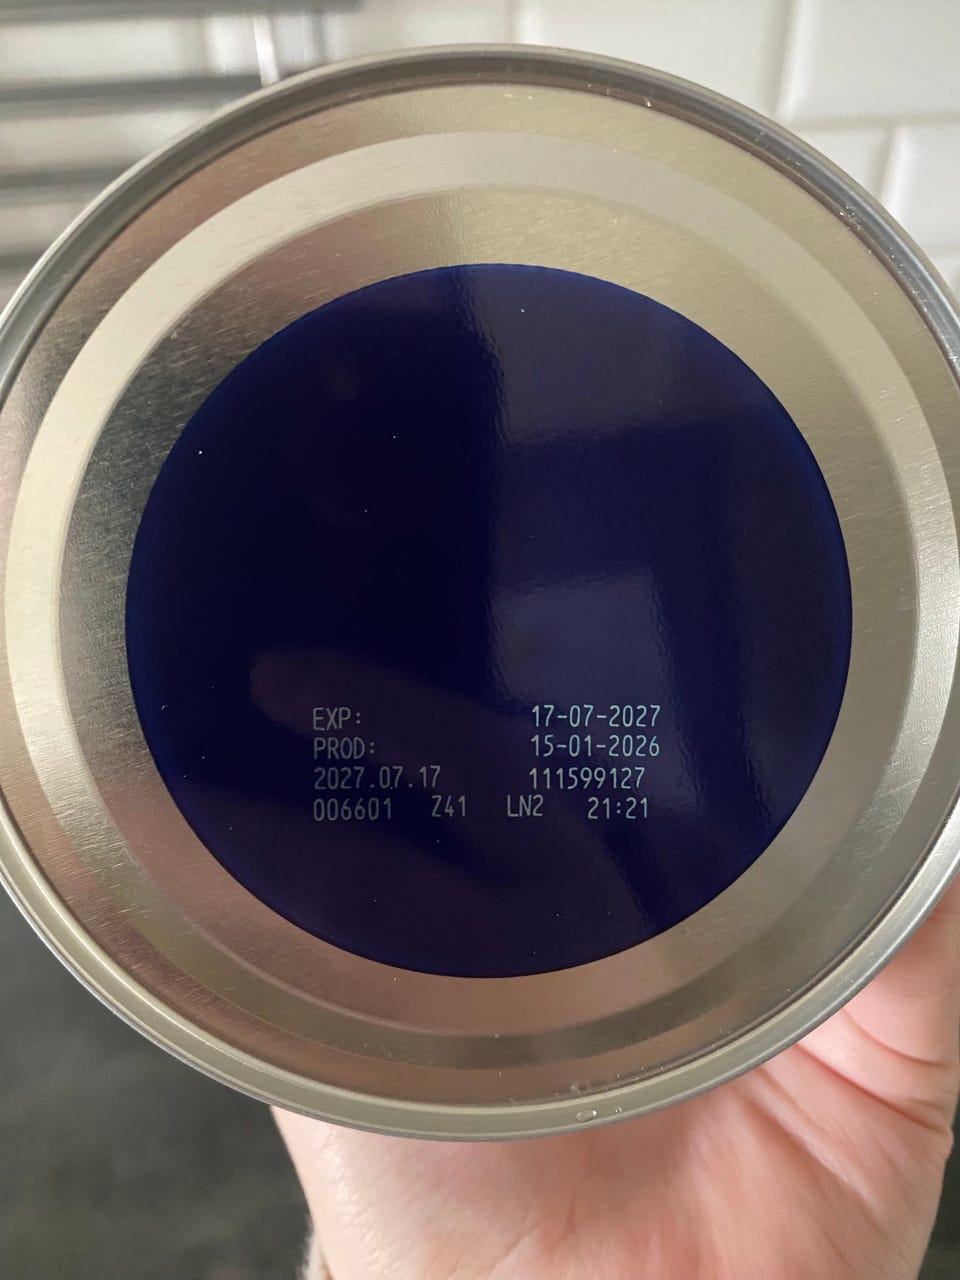 EXP: 17-07-2027
PROD: 15-01-2026
2027.07.17 111599127
006601 Z41 LN2 21:21